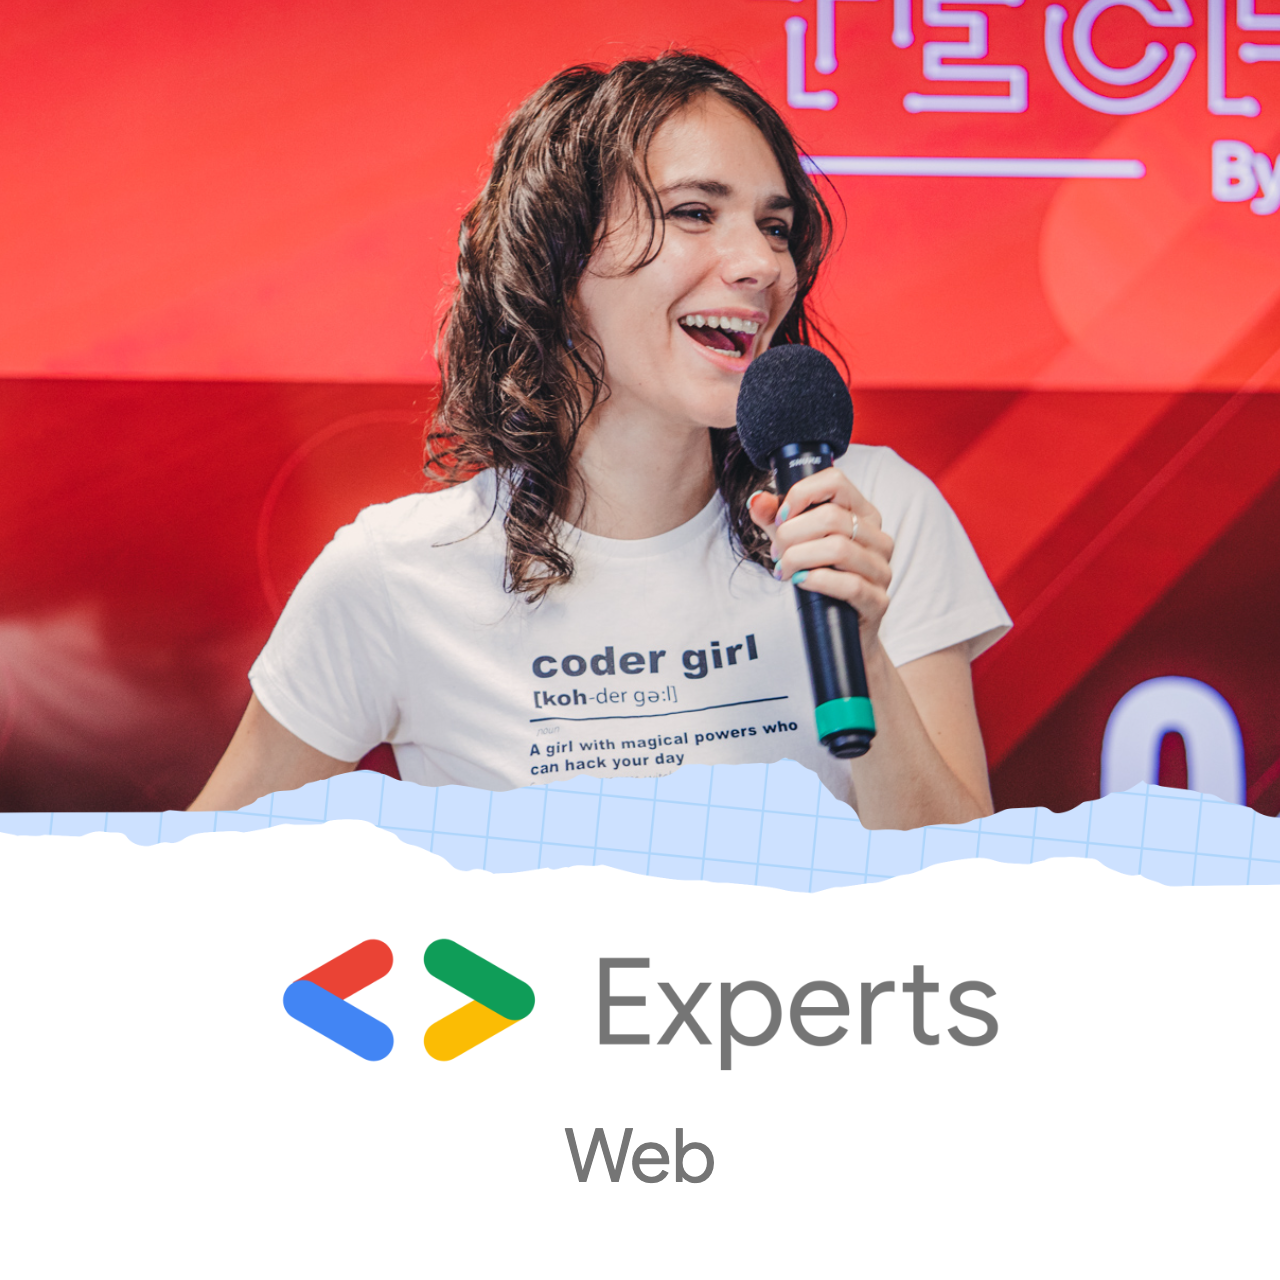 TECH
By
coder girl
[koh-der gə:l]
noun
A girl with magical powers who
can hack your day
SHURE
Experts
Web